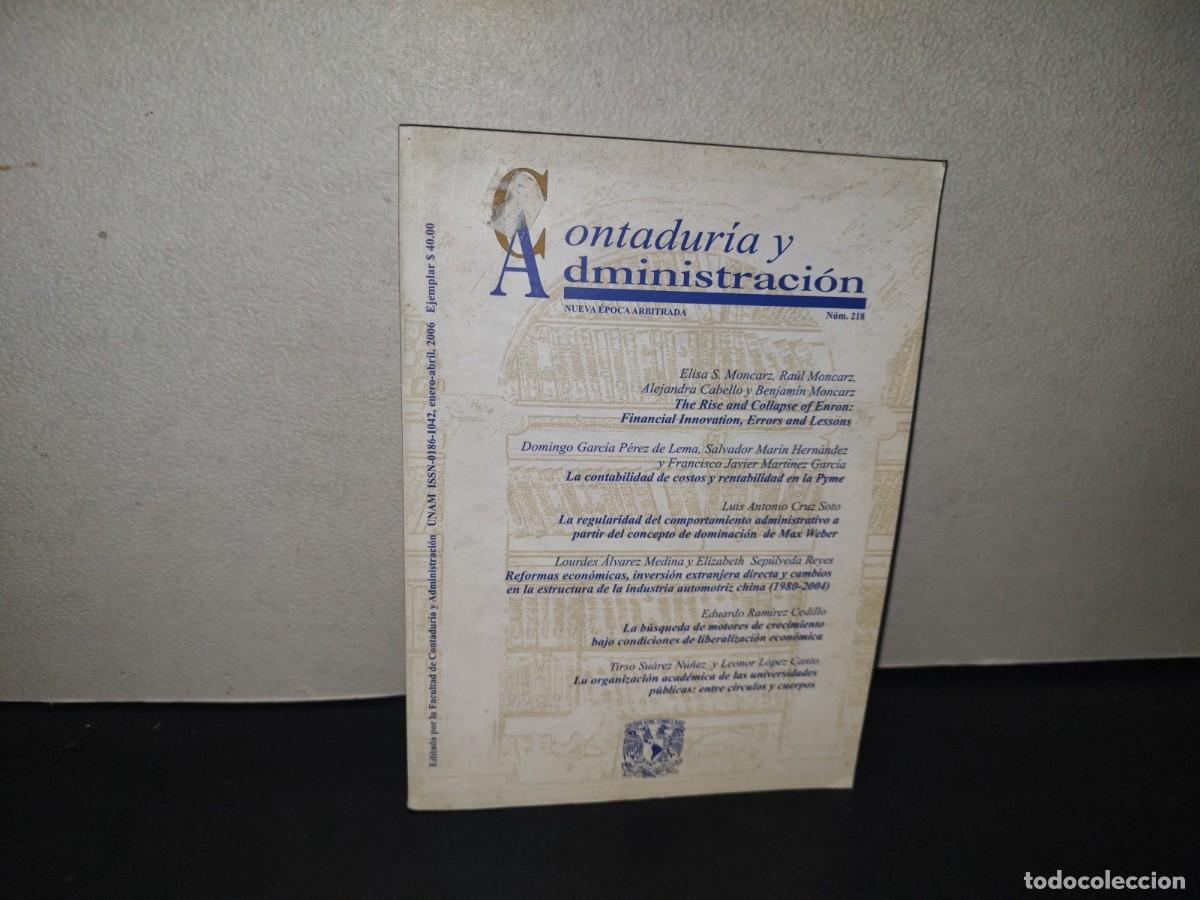 Contaduría y
Administración
NUEVA ÉPOCA ARBITRADA Núm. 218
Elisa S. Moncarz, Raúl Moncarz,
Alejandra Cabello y Benjamín Moncarz
The Rise and Collapse of Enron:
Financial Innovation, Errors and Lessons
Domingo García Pérez de Lema, Salvador Marín Hernández
y Francisco Javier Martínez García
La contabilidad de costos y rentabilidad en la Pyme
Luis Antonio Cruz Soto
La regularidad del comportamiento administrativo a
partir del concepto de dominación de Max Weber
Lourdes Álvarez Medina y Elizabeth Sepúlveda Reyes
Reformas económicas, inversión extranjera directa y cambios
en la estructura de la industria automotriz china (1980-2004)
Eduardo Ramírez Cedillo
La búsqueda de motores de crecimiento
bajo condiciones de liberalización económica
Tirso Suárez Núñez y Leonor López Canto
La organización académica de las universidades
públicas: entre círculos y cuerpos
Editada por la Facultad de Contaduría y Administración UNAM ISSN-0186-1042, enero-abril, 2006 Ejemplar $ 40.00
todocoleccion